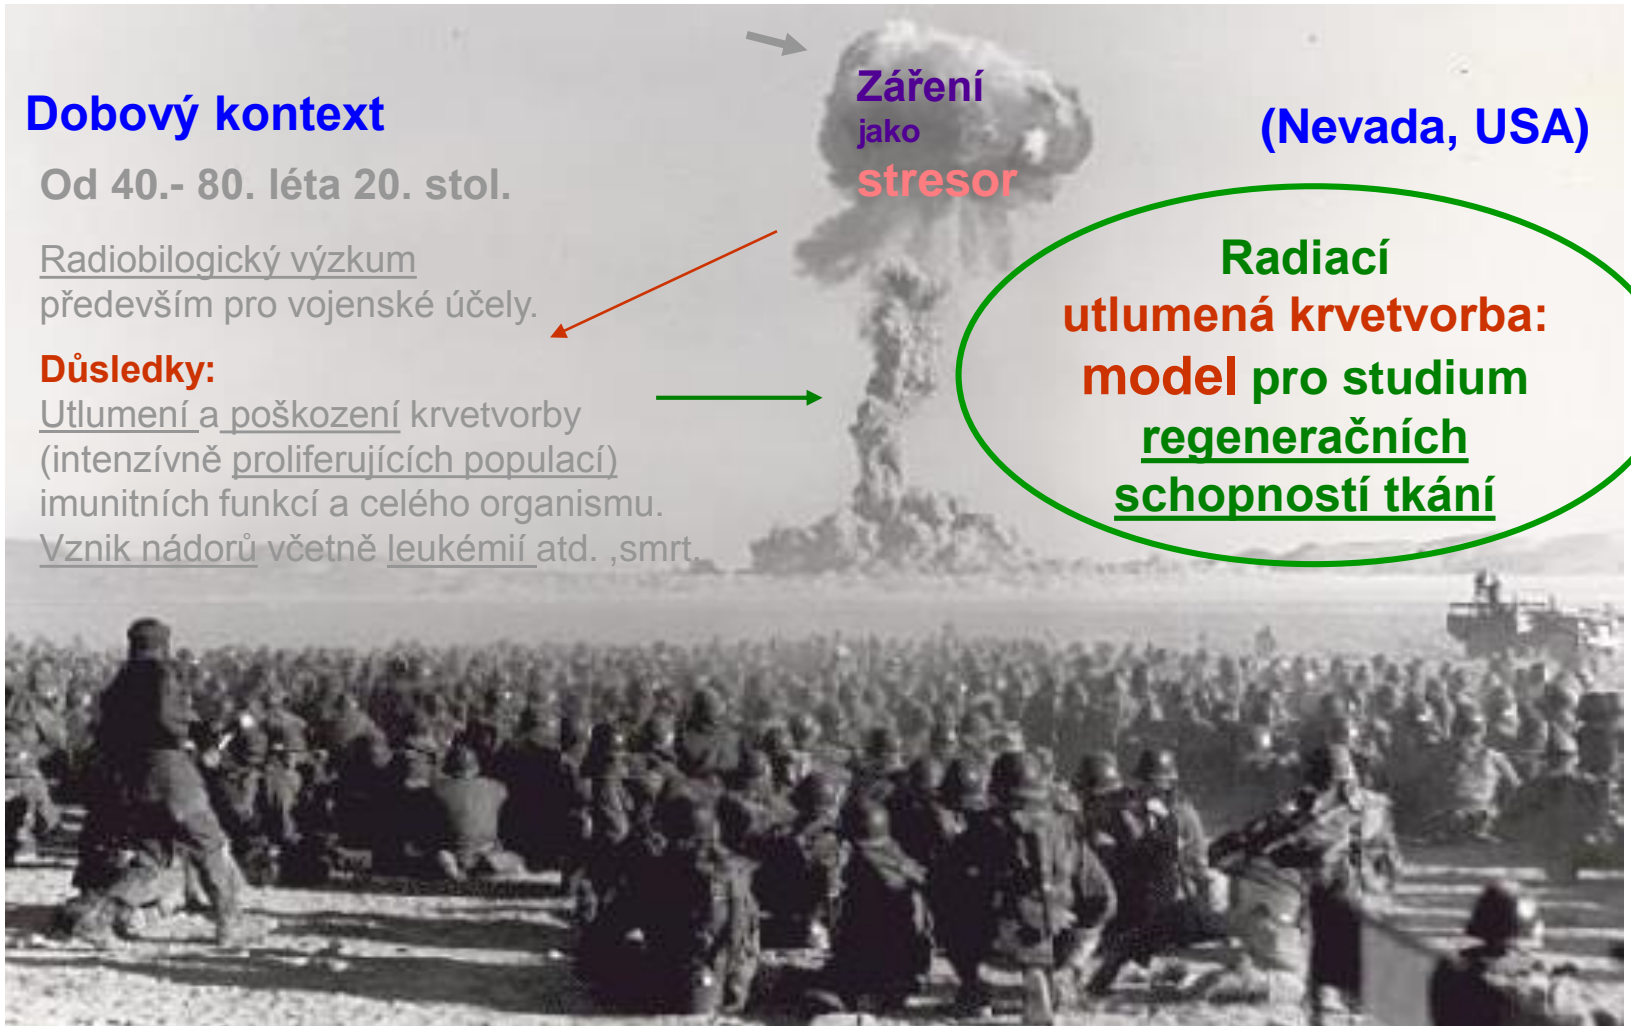 Dobový kontext
Od 40.- 80. léta 20. stol.
Radiobilogický výzkum
především pro vojenské účely.
Důsledky:
Utlumení a poškození krvetvorby
(intenzívně proliferujících populací)
imunitních funkcí a celého organismu.
Vznik nádorů včetně leukémií atd. ,smrt.
Záření
jako
stresor
(Nevada, USA)
Radiací
utlumená krvetvorba:
model pro studium
regeneračních
schopností tkání